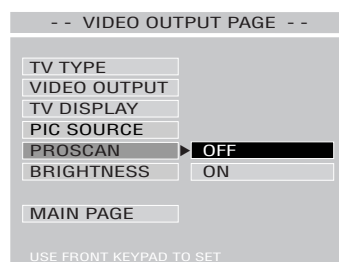 - - VIDEO OUTPUT PAGE - -
TV TYPE
VIDEO OUTPUT
TV DISPLAY
PIC SOURCE
PROSCAN
OFF
BRIGHTNESS
ON
MAIN PAGE
USE FRONT KEYPAD TO SET